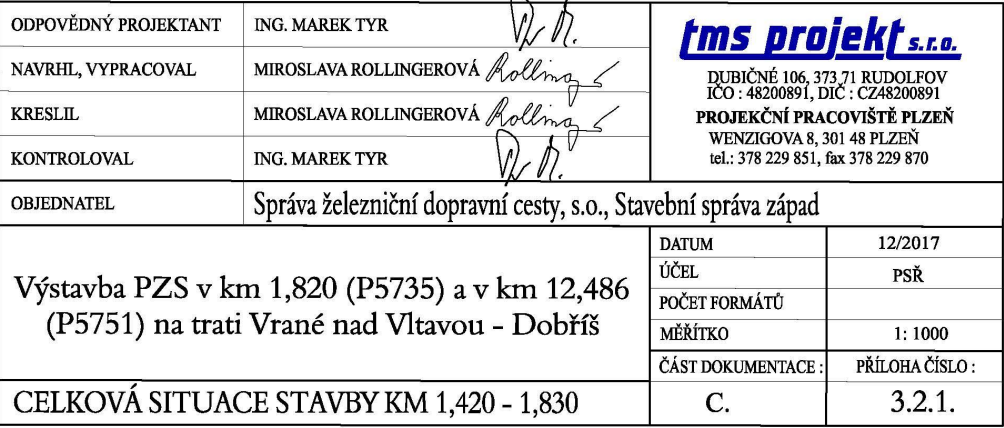 ODPOVĚDNÝ PROJEKTANT ING. MAREK TYR
NAVRHL, VYPRACOVAL MIROSLAVA ROLLINGEROVÁ
KRESLIL MIROSLAVA ROLLINGEROVÁ
KONTROLOVAL ING. MAREK TYR
tms projekt s.r.o.
DUBIČNÉ 106, 373 71 RUDOLFOV
IČO : 48200891, DIČ : CZ48200891
PROJEKČNÍ PRACOVIŠTĚ PLZEŇ
WENZIGOVA 8, 301 48 PLZEŇ
tel.: 378 229 851, fax 378 229 870
OBJEDNATEL Správa železniční dopravní cesty, s.o., Stavební správa západ
Výstavba PZS v km 1,820 (P5735) a v km 12,486
(P5751) na trati Vrané nad Vltavou - Dobříš
DATUM 12/2017
ÚČEL PSŘ
POČET FORMÁTŮ
MĚŘÍTKO 1: 1000
ČÁST DOKUMENTACE : PŘÍLOHA ČÍSLO :
CELKOVÁ SITUACE STAVBY KM 1,420 - 1,830 C. 3.2.1.